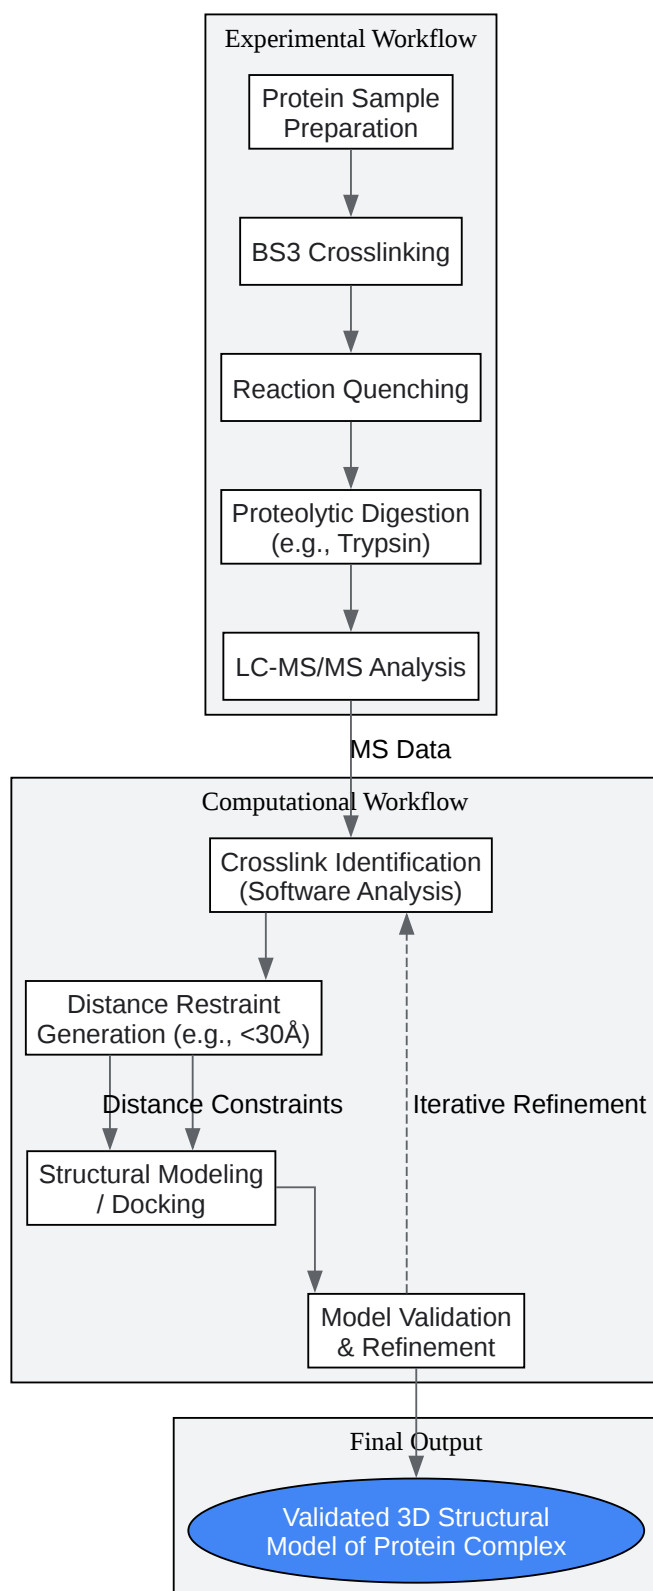 Experimental Workflow
Protein Sample
Preparation
BS3 Crosslinking
Reaction Quenching
Proteolytic Digestion
(e.g., Trypsin)
LC-MS/MS Analysis
MS Data
Computational Workflow
Crosslink Identification
(Software Analysis)
Distance Restraint
Generation (e.g., <30Å)
Distance Constraints
Iterative Refinement
Structural Modeling
/ Docking
Model Validation
& Refinement
Final Output
Validated 3D Structural
Model of Protein Complex